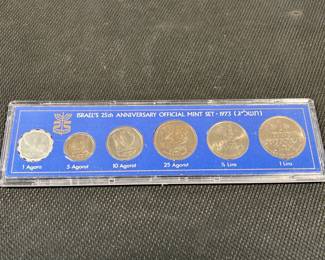 ISRAEL'S 25th ANNIVERSARY OFFICIAL MINT SET - 1973 (תשל"ג)
1 Agora 5 Agorot 10 Agorot 25 Agorot ½ Lira 1 Lira